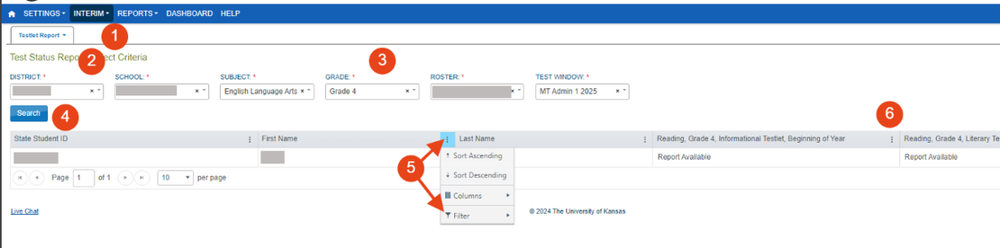 SETTINGS INTERIM REPORTS DASHBOARD HELP
Testlet Report
1
Test Status Repo ect Criteria
2
3
DISTRICT: * SCHOOL: * SUBJECT: * GRADE: * ROSTER: * TEST WINDOW: *
English Language Arts × Grade 4 × MT Admin 1 2025 ×
Search
4
6
State Student ID First Name Last Name Reading, Grade 4, Informational Testlet, Beginning of Year Reading, Grade 4, Literary Te
Report Available Report Available
Sort Ascending
5
Sort Descending
Page 1 of 1 10 per page
Columns
Filter
Live Chat © 2024 The University of Kansas